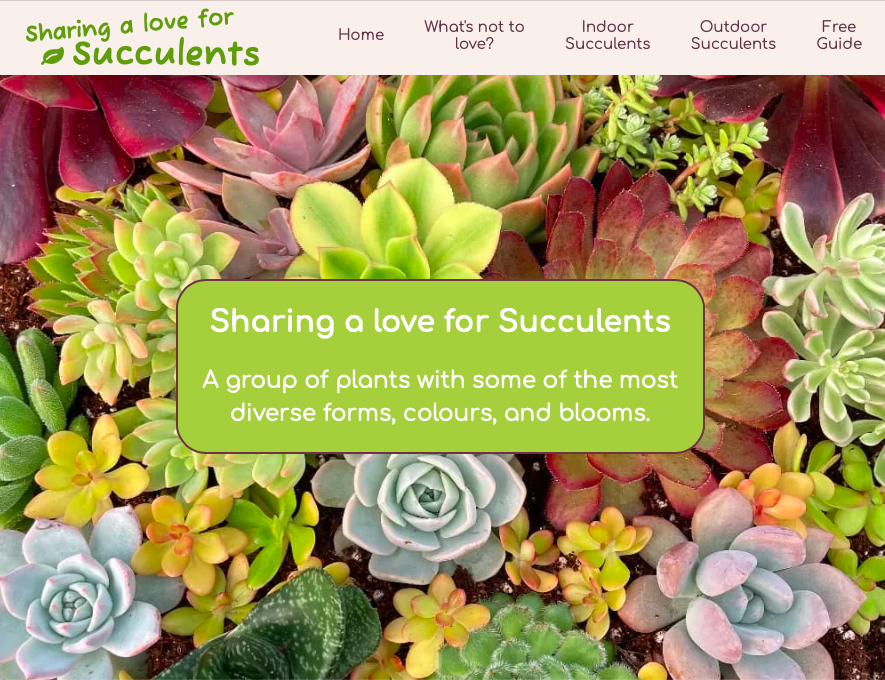 Sharing a love for
Succulents
Home
What's not to
love?
Indoor
Succulents
Outdoor
Succulents
Free
Guide
Sharing a love for Succulents
A group of plants with some of the most
diverse forms, colours, and blooms.